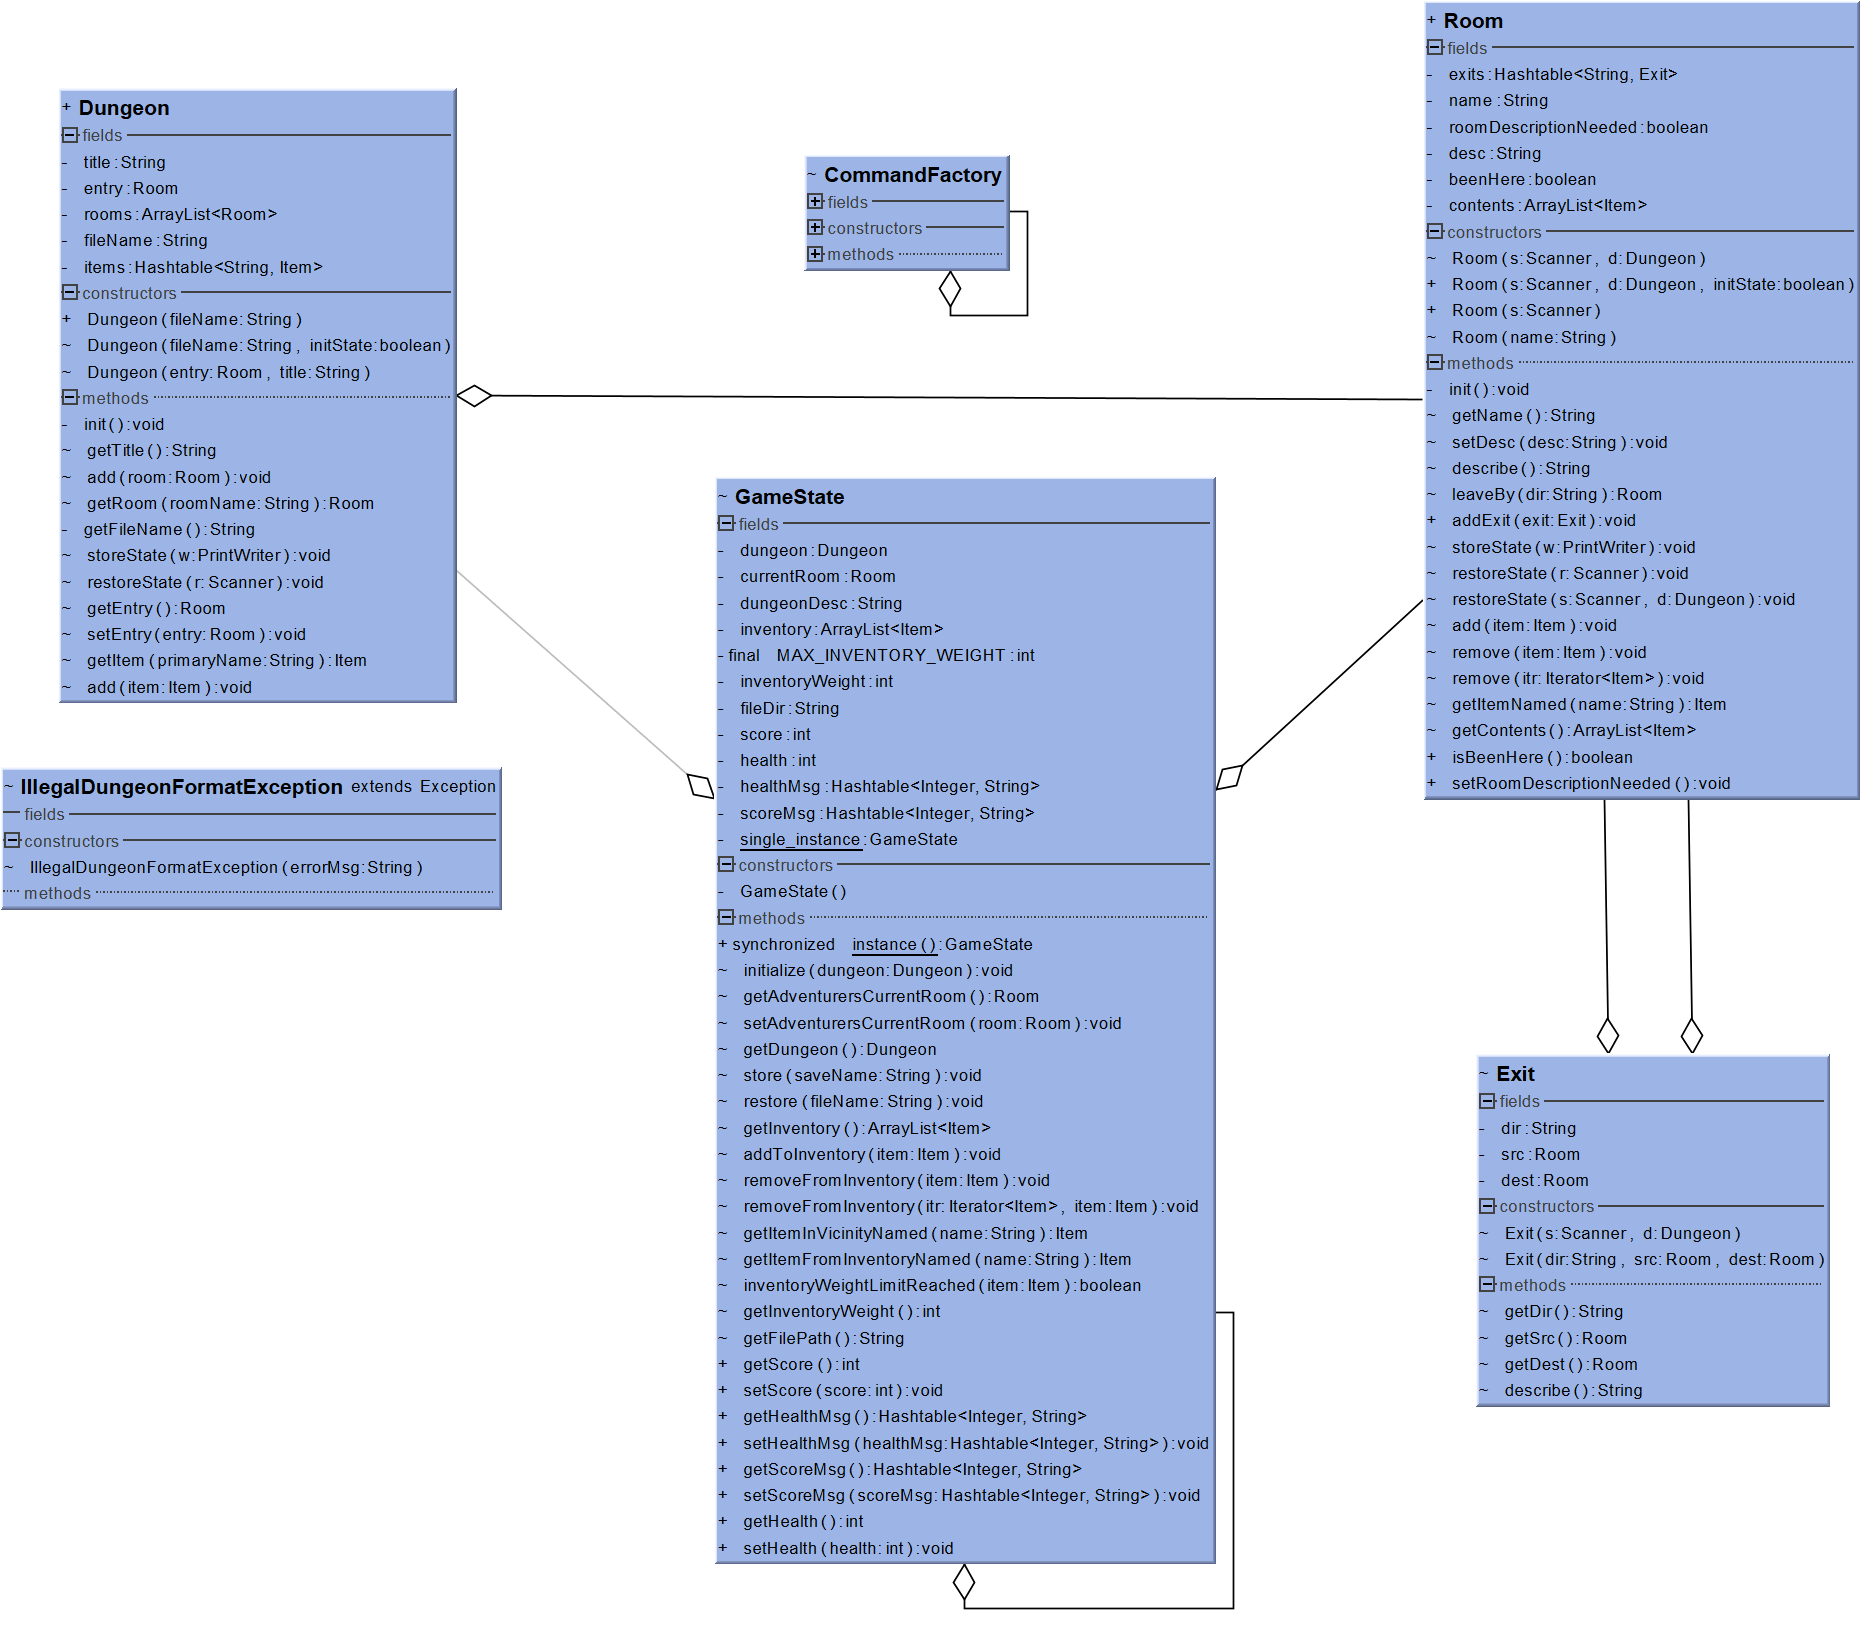 + Dungeon
fields
- title:String
- entry:Room
- rooms:ArrayList<Room>
- fileName:String
- items:Hashtable<String, Item>
constructors
+ Dungeon(fileName:String)
~ Dungeon(fileName:String, initState:boolean)
~ Dungeon(entry:Room, title:String)
methods
- init():void
~ getTitle():String
~ add(room:Room):void
~ getRoom(roomName:String):Room
- getFileName():String
~ storeState(w:PrintWriter):void
~ restoreState(r:Scanner):void
~ getEntry():Room
~ setEntry(entry:Room):void
~ getItem(primaryName:String):Item
~ add(item:Item):void
~ IllegalDungeonFormatException extends Exception
fields
constructors
~ IllegalDungeonFormatException(errorMsg:String)
methods
~ CommandFactory
fields
constructors
methods
~ GameState
fields
- dungeon:Dungeon
- currentRoom:Room
- dungeonDesc:String
- inventory:ArrayList<Item>
- final MAX_INVENTORY_WEIGHT:int
- inventoryWeight:int
- fileDir:String
- score:int
- health:int
- healthMsg:Hashtable<Integer, String>
- scoreMsg:Hashtable<Integer, String>
- single_instance:GameState
constructors
- GameState()
methods
+ synchronized instance():GameState
~ initialize(dungeon:Dungeon):void
~ getAdventurersCurrentRoom():Room
~ setAdventurersCurrentRoom(room:Room):void
~ getDungeon():Dungeon
~ store(saveName:String):void
~ restore(fileName:String):void
~ getInventory():ArrayList<Item>
~ addToInventory(item:Item):void
~ removeFromInventory(item:Item):void
~ removeFromInventory(itr:Iterator<Item>, item:Item):void
~ getItemInVicinityNamed(name:String):Item
~ getItemFromInventoryNamed(name:String):Item
~ inventoryWeightLimitReached(item:Item):boolean
~ getInventoryWeight():int
~ getFilePath():String
+ getScore():int
+ setScore(score:int):void
+ getHealthMsg():Hashtable<Integer, String>
+ setHealthMsg(healthMsg:Hashtable<Integer, String>):void
+ getScoreMsg():Hashtable<Integer, String>
+ setScoreMsg(scoreMsg:Hashtable<Integer, String>):void
+ getHealth():int
+ setHealth(health:int):void
+ Room
fields
- exits:Hashtable<String, Exit>
- name:String
- roomDescriptionNeeded:boolean
- desc:String
- beenHere:boolean
- contents:ArrayList<Item>
constructors
~ Room(s:Scanner, d:Dungeon)
+ Room(s:Scanner, d:Dungeon, initState:boolean)
+ Room(s:Scanner)
~ Room(name:String)
methods
- init():void
~ getName():String
~ setDesc(desc:String):void
~ describe():String
~ leaveBy(dir:String):Room
+ addExit(exit:Exit):void
~ storeState(w:PrintWriter):void
~ restoreState(r:Scanner):void
~ restoreState(s:Scanner, d:Dungeon):void
~ add(item:Item):void
~ remove(item:Item):void
~ remove(itr:Iterator<Item>):void
~ getItemNamed(name:String):Item
~ getContents():ArrayList<Item>
+ isBeenHere():boolean
+ setRoomDescriptionNeeded():void
~ Exit
fields
- dir:String
- src:Room
- dest:Room
constructors
~ Exit(s:Scanner, d:Dungeon)
~ Exit(dir:String, src:Room, dest:Room)
methods
~ getDir():String
~ getSrc():Room
~ getDest():Room
~ describe():String